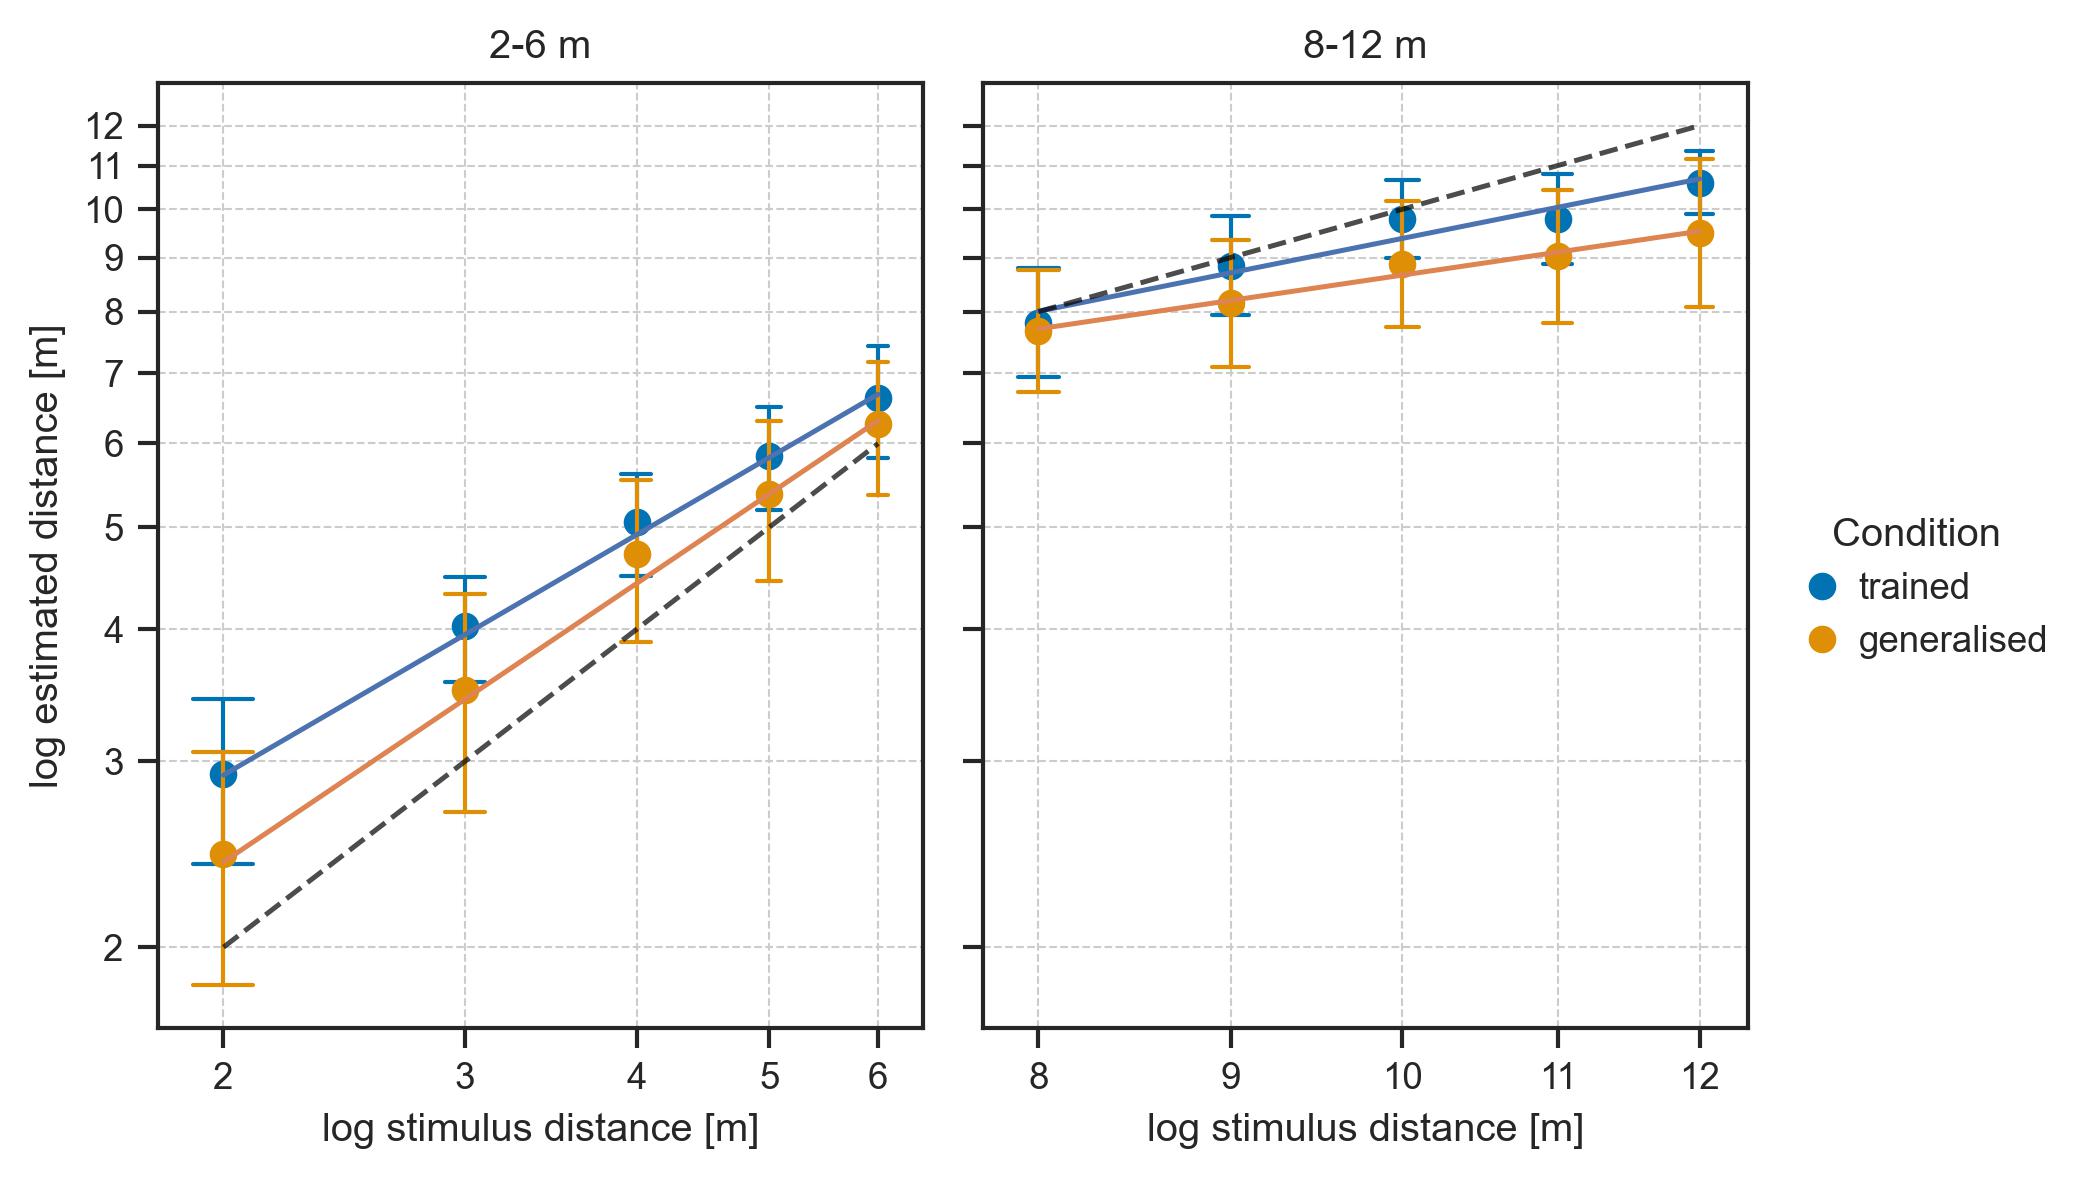 2-6 m
8-12 m
log estimated distance [m]
12
11
10
9
8
7
6
5
4
3
2
2 3 4 5 6
8 9 10 11 12
log stimulus distance [m]
log stimulus distance [m]
Condition
trained
generalised